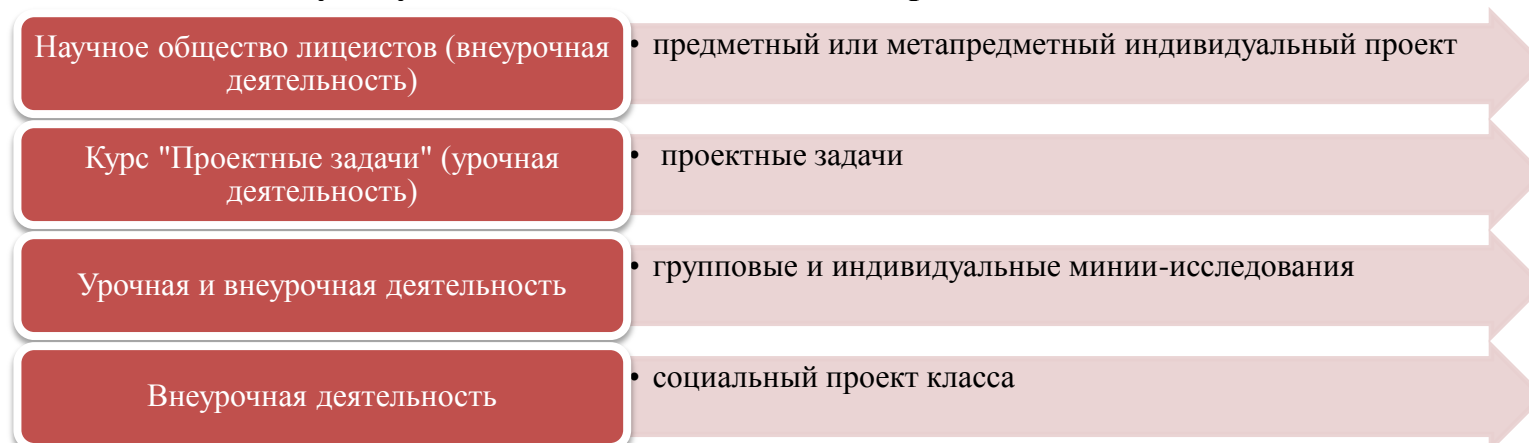 Научное общество лицеистов (внеурочная
деятельность)
• предметный или метапредметный индивидуальный проект
Курс "Проектные задачи" (урочная
деятельность)
• проектные задачи
Урочная и внеурочная деятельность
• групповые и индивидуальные минии-исследования
Внеурочная деятельность
• социальный проект класса